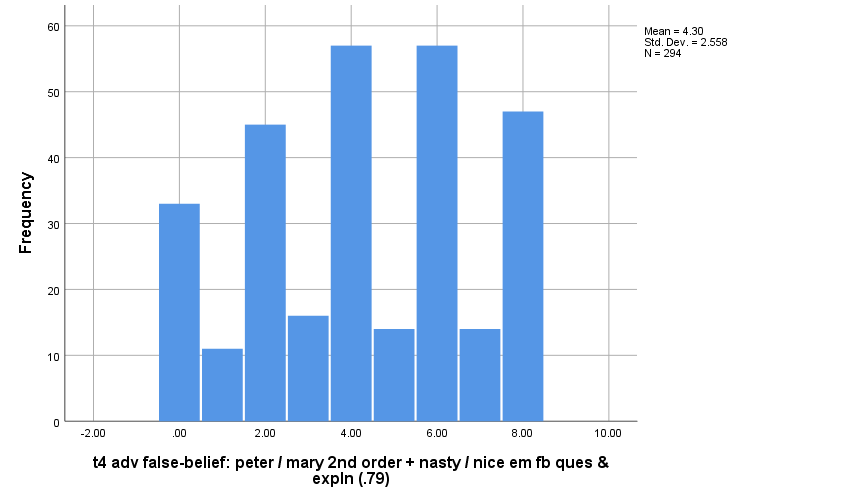 Mean = 4.30
Std. Dev. = 2.558
N = 294
Frequency
60
50
40
30
20
10
0
-2.00 .00 2.00 4.00 6.00 8.00 10.00
t4 adv false-belief: peter / mary 2nd order + nasty / nice em fb ques &
expln (.79)